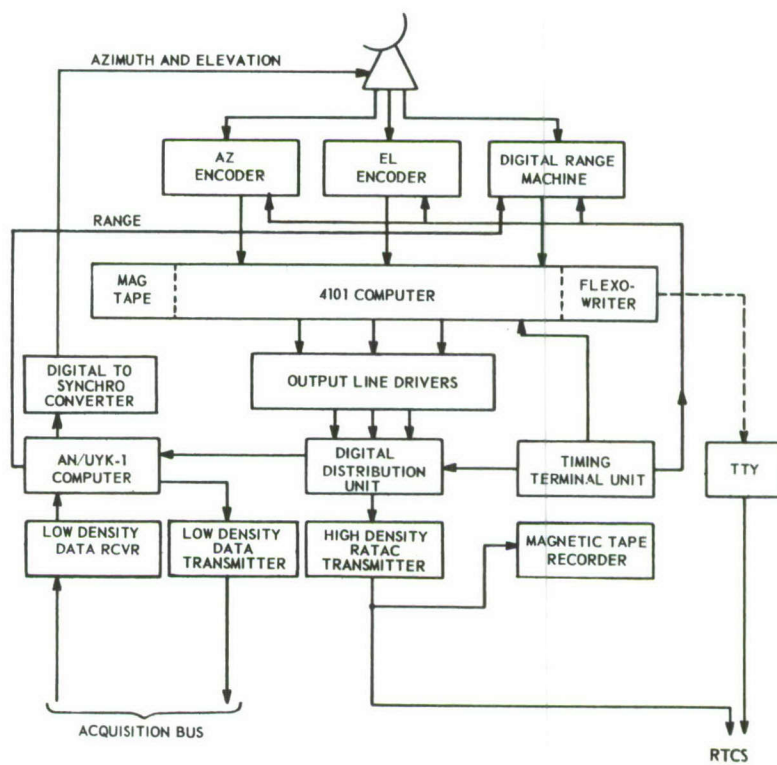 AZIMUTH AND ELEVATION
AZ
ENCODER
EL
ENCODER
DIGITAL RANGE
MACHINE
RANGE
MAG
TAPE
4101 COMPUTER
FLEXO-
WRITER
DIGITAL TO
SYNCHRO
CONVERTER
OUTPUT LINE DRIVERS
AN/UYK-1
COMPUTER
DIGITAL
DISTRIBUTION
UNIT
TIMING
TERMINAL UNIT
TTY
LOW DENSITY
DATA RCVR
LOW DENSITY
DATA
TRANSMITTER
HIGH DENSITY
RATAC
TRANSMITTER
MAGNETIC TAPE
RECORDER
ACQUISITION BUS
RTCS